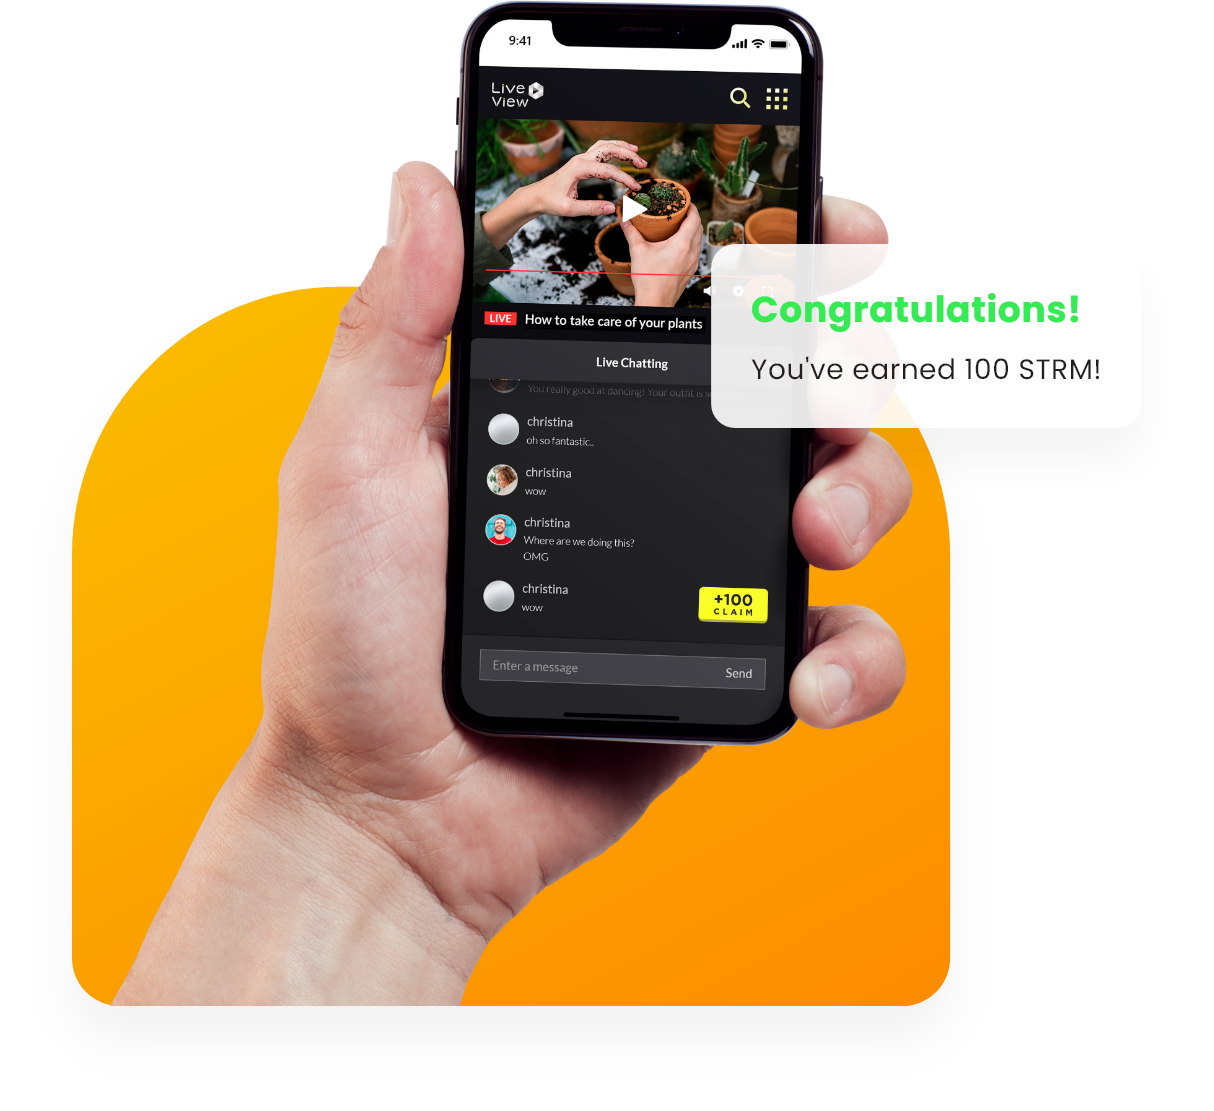 9:41
Live
View
LIVE How to take care of your plants
Congratulations!
You've earned 100 STRM!
Live Chatting
You really good at dancing! Your outfit is so
christina
oh so fantastic..
christina
wow
christina
Where are we doing this?
OMG
christina
wow
+100
CLAIM
Enter a message
Send